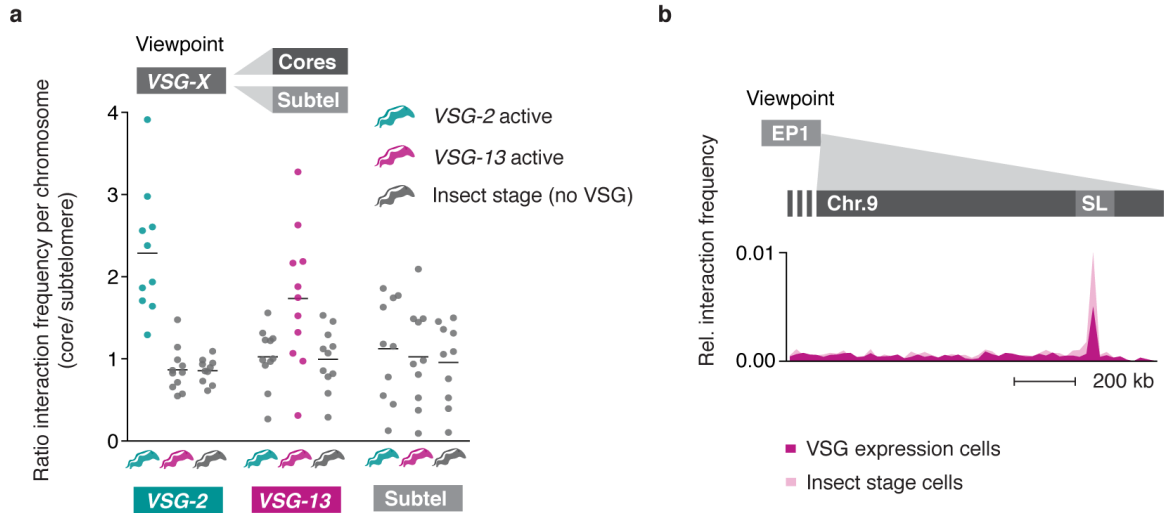 a
Viewpoint
VSG-X
Cores
Subtel
Ratio interaction frequency per chromosome
(core/ subtelomere)
4
3
2
1
0
VSG-2 active
VSG-13 active
Insect stage (no VSG)
VSG-2
VSG-13
Subtel
b
Viewpoint
EP1
Chr.9
SL
Rel. interaction frequency
0.01
0.00
200 kb
VSG expression cells
Insect stage cells